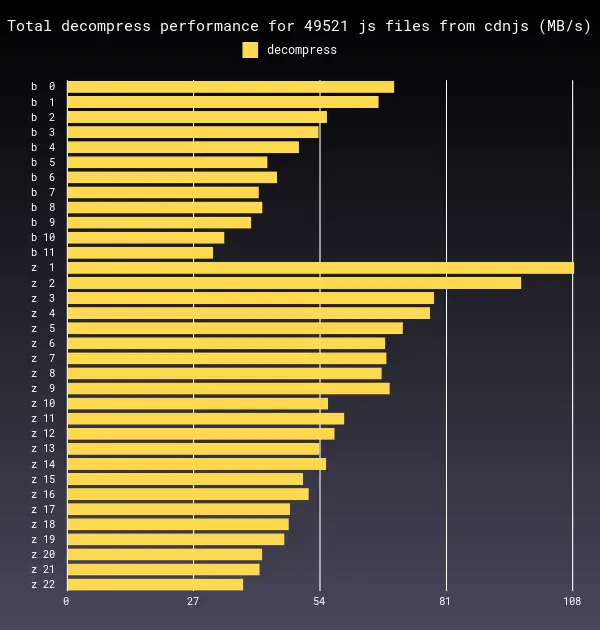 Total decompress performance for 49521 js files from cdnjs (MB/s)
decompress
b 0
b 1
b 2
b 3
b 4
b 5
b 6
b 7
b 8
b 9
b 10
b 11
z 1
z 2
z 3
z 4
z 5
z 6
z 7
z 8
z 9
z 10
z 11
z 12
z 13
z 14
z 15
z 16
z 17
z 18
z 19
z 20
z 21
z 22
0 27 54 81 108